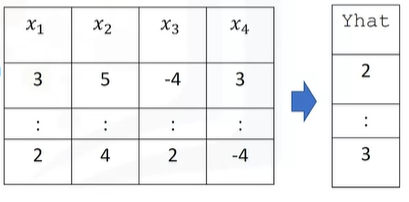 x₁ x₂ x₃ x₄ Yhat
3 5 -4 3 2
: : : : :
2 4 2 -4 3